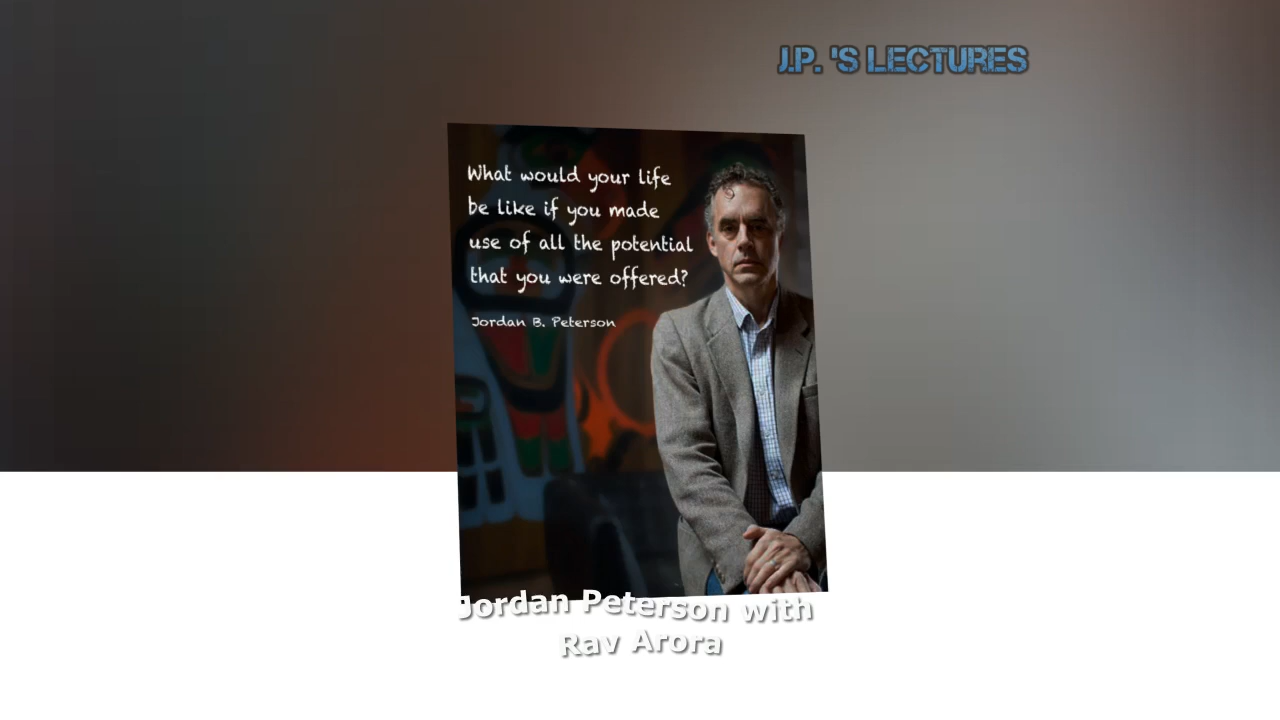 J.P. 'S LECTURES
What would your life
be like if you made
use of all the potential
that you were offered?
Jordan B. Peterson
Jordan Peterson with
Rav Arora